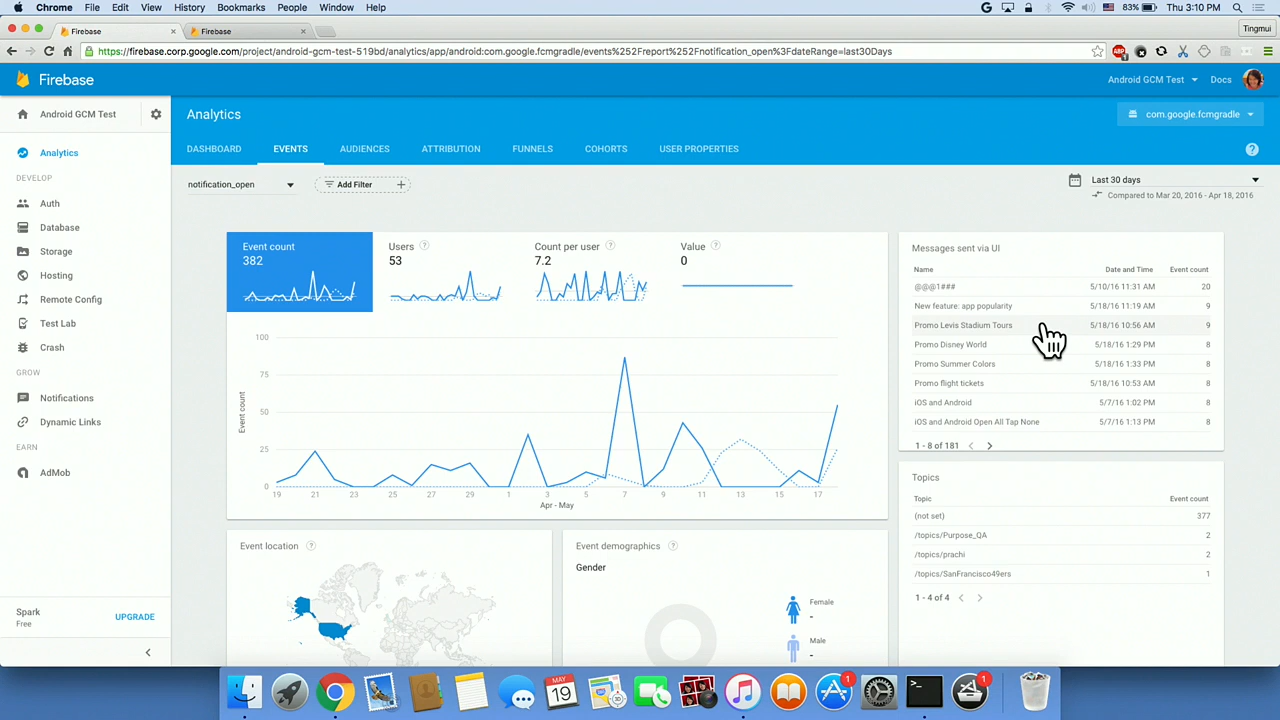 Chrome File Edit View History Bookmarks People Window Help
83% Thu 3:10 PM
Firebase
Firebase
Tingmui
https://firebase.corp.google.com/project/android-gcm-test-519bd/analytics/app/android:com.google.fcmgradle/events%252Freport%252Fnotification_open%3FdateRange=last30Days
Firebase
Android GCM Test
Docs
Android GCM Test
Analytics
com.google.fcmgradle
Analytics
DASHBOARD EVENTS AUDIENCES ATTRIBUTION FUNNELS COHORTS USER PROPERTIES
DEVELOP
Auth
Database
Storage
Hosting
Remote Config
Test Lab
Crash
GROW
Notifications
Dynamic Links
EARN
AdMob
Spark
Free
UPGRADE
notification_open
Add Filter
Last 30 days
Compared to Mar 20, 2016 - Apr 18, 2016
Event count
382
Users
53
Count per user
7.2
Value
0
Event count
100
75
50
25
0
19 21 23 25 27 29 1 3 5 7 9 11 13 15 17
Apr - May
Messages sent via UI
Name Date and Time Event count
@@@1### 5/10/16 11:31 AM 20
New feature: app popularity 5/18/16 11:19 AM 9
Promo Levis Stadium Tours 5/18/16 10:56 AM 9
Promo Disney World 5/18/16 1:29 PM 8
Promo Summer Colors 5/18/16 1:33 PM 8
Promo flight tickets 5/18/16 10:53 AM 8
iOS and Android 5/7/16 1:02 PM 8
iOS and Android Open All Tap None 5/7/16 1:13 PM 8
1 - 8 of 181
Topics
Topic Event count
(not set) 377
/topics/Purpose_QA 2
/topics/prachi 2
/topics/SanFrancisco49ers 1
1 - 4 of 4
Event location
Event demographics
Gender
Female
-
Male
-
MAY
19
1
1